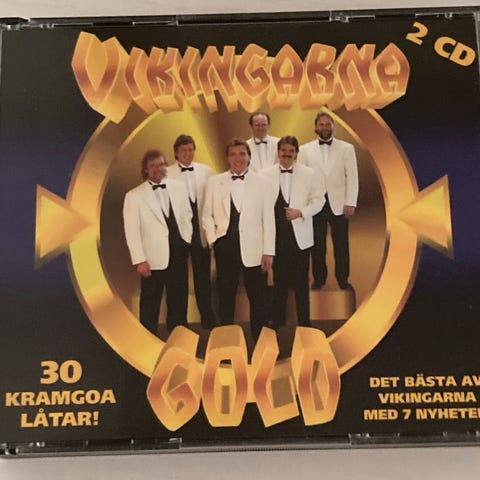 VIKINGARNA
2 CD
GOLD
30
KRAMGOA
LÅTAR!
DET BÄSTA AV
VIKINGARNA
MED 7 NYHETER